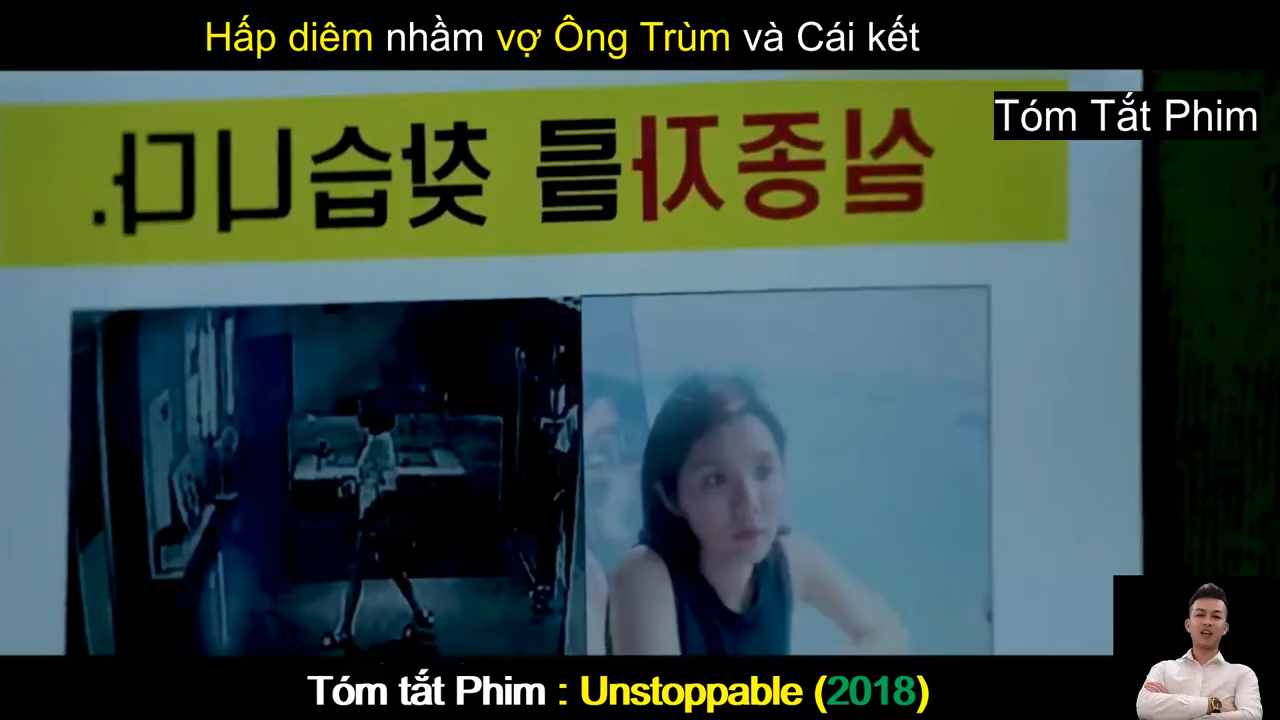 Hấp diêm nhầm vợ Ông Trùm và Cái kết
Tóm Tắt Phim
실종자를 찾습니다.
Tóm tắt Phim : Unstoppable (2018)